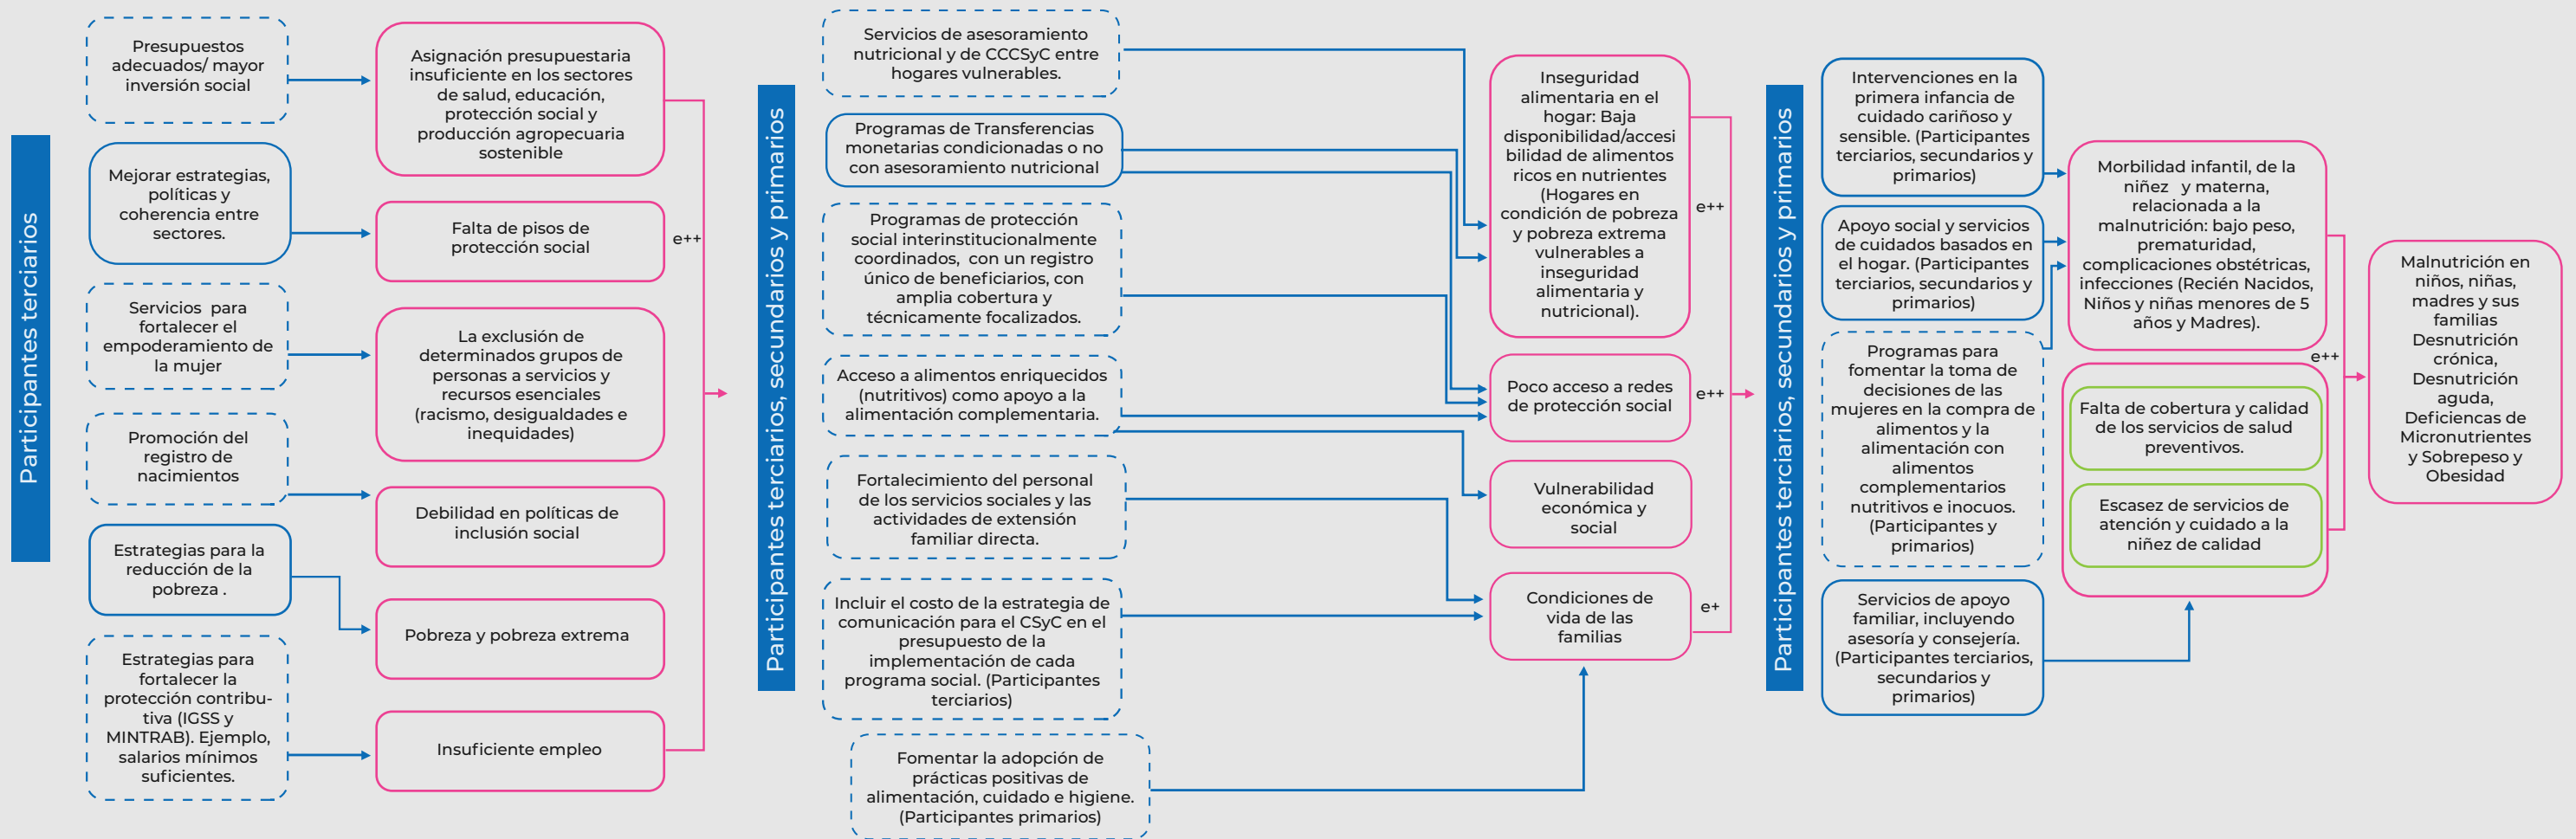 Participantes terciarios
Presupuestos
adecuados/ mayor
inversión social
Mejorar estrategias,
políticas y
coherencia entre
sectores.
Servicios para
fortalecer el
empoderamiento de
la mujer
Promoción del
registro de
nacimientos
Estrategias para la
reducción de la
pobreza .
Estrategias para
fortalecer la
protección contribu-
tiva (IGSS y
MINTRAB). Ejemplo,
salarios mínimos
suficientes.
Asignación presupuestaria
insuficiente en los sectores
de salud, educación,
protección social y
producción agropecuaria
sostenible
Falta de pisos de
protección social
La exclusión de
determinados grupos de
personas a servicios y
recursos esenciales
(racismo, desigualdades e
inequidades)
Debilidad en políticas de
inclusión social
Pobreza y pobreza extrema
Insuficiente empleo
e++
Participantes terciarios, secundarios y primarios
Servicios de asesoramiento
nutricional y de CCCSyC entre
hogares vulnerables.
Programas de Transferencias
monetarias condicionadas o no
con asesoramiento nutricional
Programas de protección
social interinstitucionalmente
coordinados, con un registro
único de beneficiarios, con
amplia cobertura y
técnicamente focalizados.
Acceso a alimentos enriquecidos
(nutritivos) como apoyo a la
alimentación complementaria.
Fortalecimiento del personal
de los servicios sociales y las
actividades de extensión
familiar directa.
Incluir el costo de la estrategia de
comunicación para el CSyC en el
presupuesto de la
implementación de cada
programa social. (Participantes
terciarios)
Fomentar la adopción de
prácticas positivas de
alimentación, cuidado e higiene.
(Participantes primarios)
Inseguridad
alimentaria en el
hogar: Baja
disponibilidad/accesi
bilidad de alimentos
ricos en nutrientes
(Hogares en
condición de pobreza
y pobreza extrema
vulnerables a
inseguridad
alimentaria y
nutricional).
Poco acceso a redes
de protección social
Vulnerabilidad
económica y
social
Condiciones de
vida de las
familias
e++
e++
e+
Participantes terciarios, secundarios y primarios
Intervenciones en la
primera infancia de
cuidado cariñoso y
sensible. (Participantes
terciarios, secundarios y
primarios)
Apoyo social y servicios
de cuidados basados en
el hogar. (Participantes
terciarios, secundarios y
primarios)
Programas para
fomentar la toma de
decisiones de las
mujeres en la compra de
alimentos y la
alimentación con
alimentos
complementarios
nutritivos e inocuos.
(Participantes y
primarios)
Servicios de apoyo
familiar, incluyendo
asesoría y consejería.
(Participantes terciarios,
secundarios y
primarios)
Morbilidad infantil, de la
niñez y materna,
relacionada a la
malnutrición: bajo peso,
prematuridad,
complicaciones obstétricas,
infecciones (Recién Nacidos,
Niños y niñas menores de 5
años y Madres).
Falta de cobertura y calidad
de los servicios de salud
preventivos.
Escasez de servicios de
atención y cuidado a la
niñez de calidad
e++
Malnutrición en
niños, niñas,
madres y sus
familias
Desnutrición
crónica,
Desnutrición
aguda,
Deficiencas de
Micronutrientes
y Sobrepeso y
Obesidad